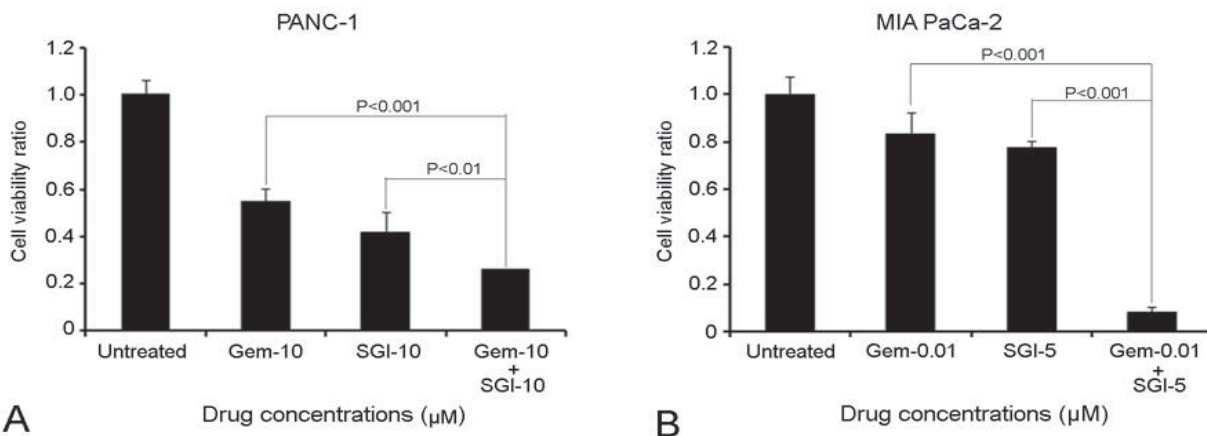 PANC-1
1.2
1.0
0.8
0.6
0.4
0.2
0
Cell viability ratio
P<0.001
P<0.01
Untreated
Gem-10
SGI-10
Gem-10
+
SGI-10
Drug concentrations (µM)
A
MIA PaCa-2
1.2
1.0
0.8
0.6
0.4
0.2
0
Cell viability ratio
P<0.001
P<0.001
Untreated
Gem-0.01
SGI-5
Gem-0.01
+
SGI-5
Drug concentrations (µM)
B